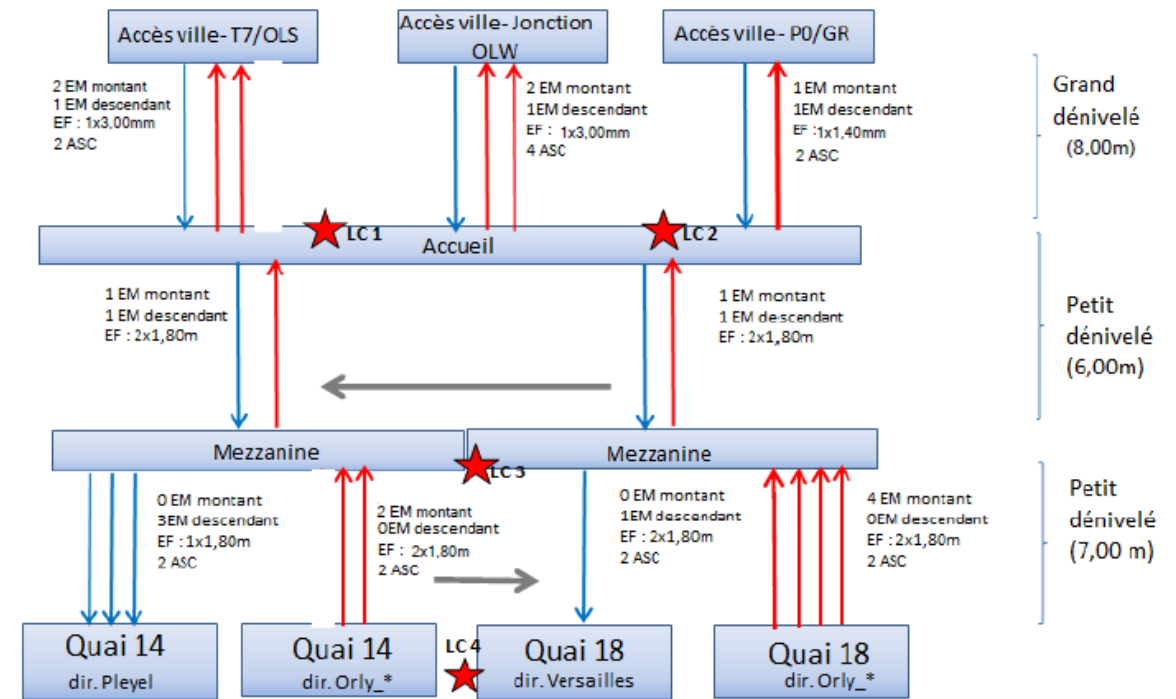 Accès ville- T7/OLS
Accès ville- Jonction
OLW
Accès ville- P0/GR
2 EM montant
1 EM descendant
EF : 1x3,00mm
2 ASC
2 EM montant
1EM descendant
EF : 1x3,00mm
4 ASC
1 EM montant
1EM descendant
EF :1x1,40mm
2 ASC
Grand
dénivelé
(8,00m)
LC 1
LC 2
Accueil
1 EM montant
1 EM descendant
EF : 2x1,80m
1 EM montant
1 EM descendant
EF : 2x1,80m
Petit
dénivelé
(6,00m)
Mezzanine
Mezzanine
LC 3
0 EM montant
3EM descendant
EF : 1x1,80m
2 ASC
2 EM montant
0EM descendant
EF : 2x1,80m
2 ASC
0 EM montant
1EM descendant
EF : 2x1,80m
2 ASC
4 EM montant
0EM descendant
EF : 2x1,80m
2 ASC
Petit
dénivelé
(7,00 m)
Quai 14
dir. Pleyel
Quai 14
dir. Orly_*
LC 4
Quai 18
dir. Versailles
Quai 18
dir. Orly_*